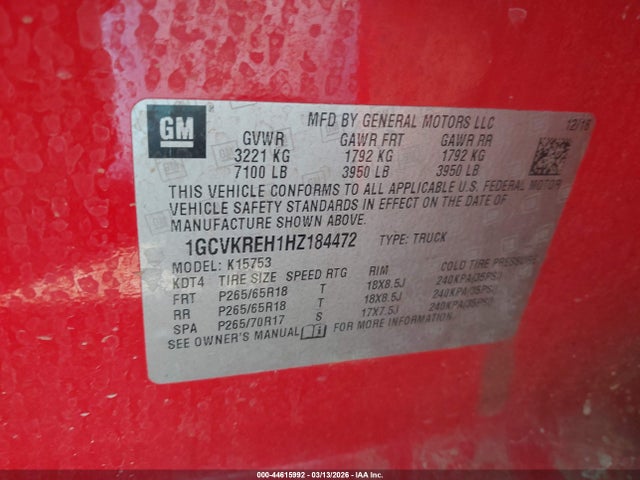 GM
MFD BY GENERAL MOTORS LLC
12/16
GVWR GAWR FRT GAWR RR
3221 KG 1792 KG 1792 KG
7100 LB 3950 LB 3950 LB
THIS VEHICLE CONFORMS TO ALL APPLICABLE U.S. FEDERAL MOTOR
VEHICLE SAFETY STANDARDS IN EFFECT ON THE DATE OF
MANUFACTURE SHOWN ABOVE.
1GCVKREH1HZ184472 TYPE: TRUCK
MODEL: K15753
KDT4 TIRE SIZE SPEED RTG RIM COLD TIRE PRESSURE
FRT P265/65R18 T 18X8.5J 240KPA(35PSI)
RR P265/65R18 T 18X8.5J 240KPA(35PSI)
SPA P265/70R17 S 17X7.5J 240KPA(35PSI)
SEE OWNER'S MANUAL FOR MORE INFORMATION.
000-44615992 - 03/13/2026 - IAA Inc.